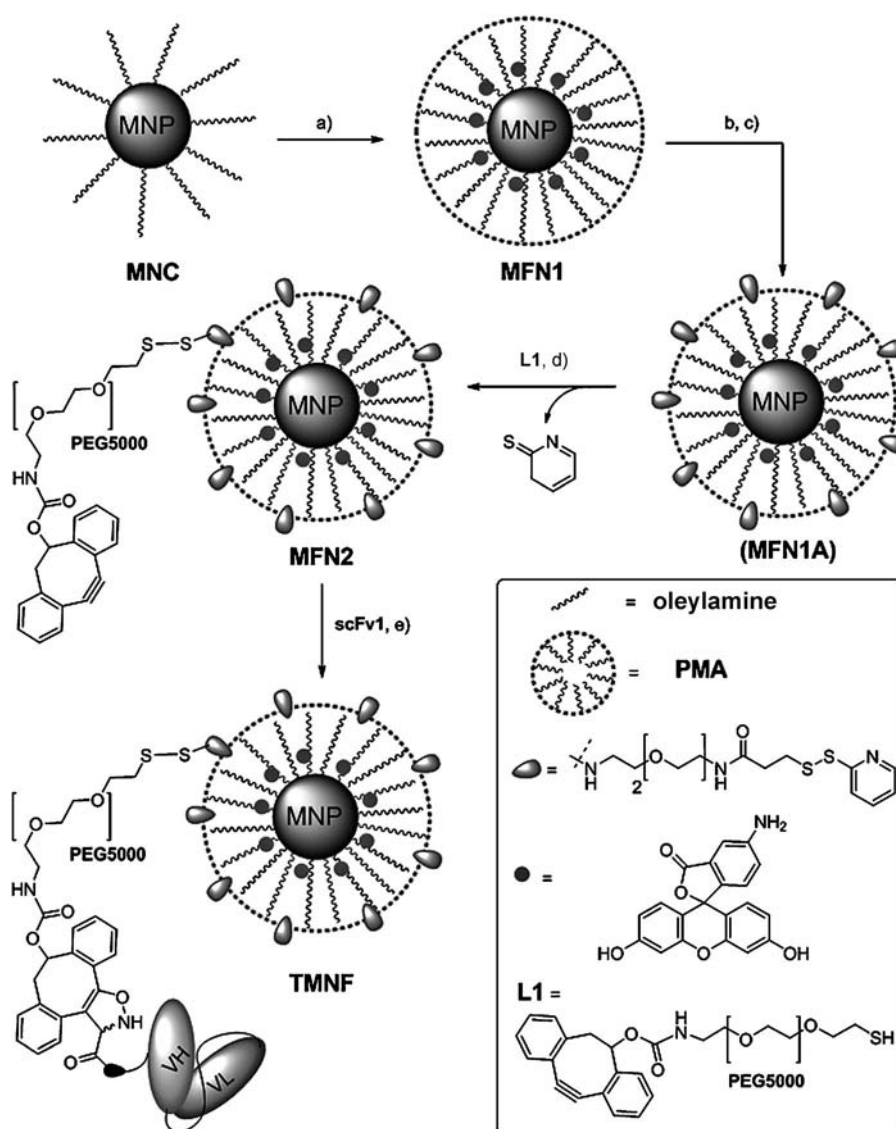 MNP
a)
MNP
b, c)
MNC
MFN1
S–S
O
O
PEG5000
NH
O
O
MNP
MFN2
L1, d)
S
N
MNP
(MFN1A)
scFv1, e)
S–S
O
O
PEG5000
HN
O
O
O
NH
O
VH
VL
MNP
TMNF
= oleylamine
= PMA
= N H 2 O N H O S S N
=
NH2
O
O
HO
O
OH
L1 =
O
O
N
H
O
O
SH
PEG5000